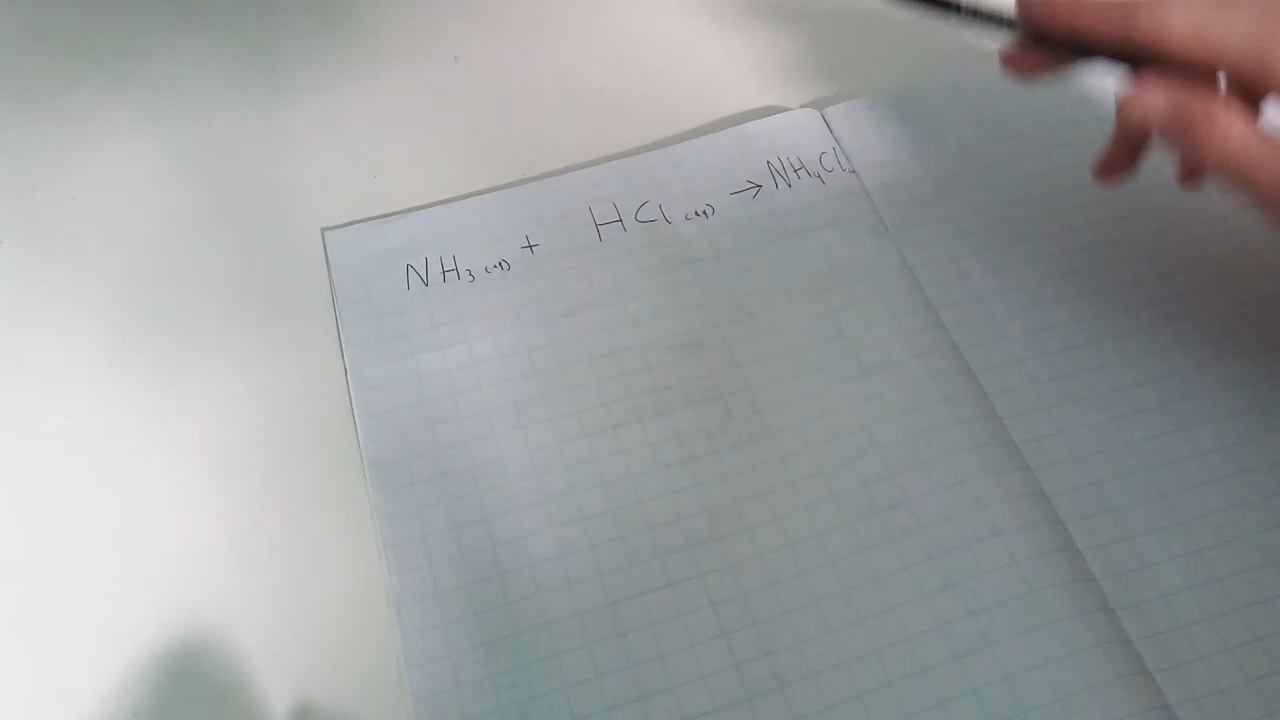 NH₃(aq) + HCl(aq) → NH₄Cl